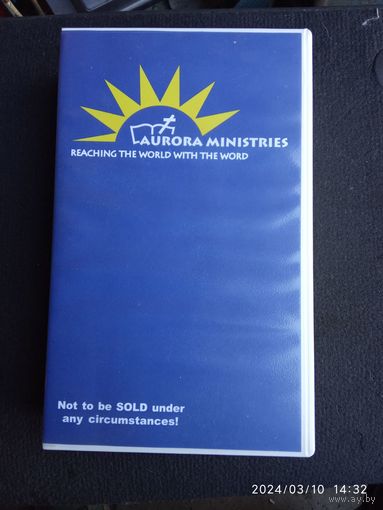 AURORA MINISTRIES
REACHING THE WORLD WITH THE WORD
Not to be SOLD under
any circumstances!
2024/03/10 14:32
www.ay.by